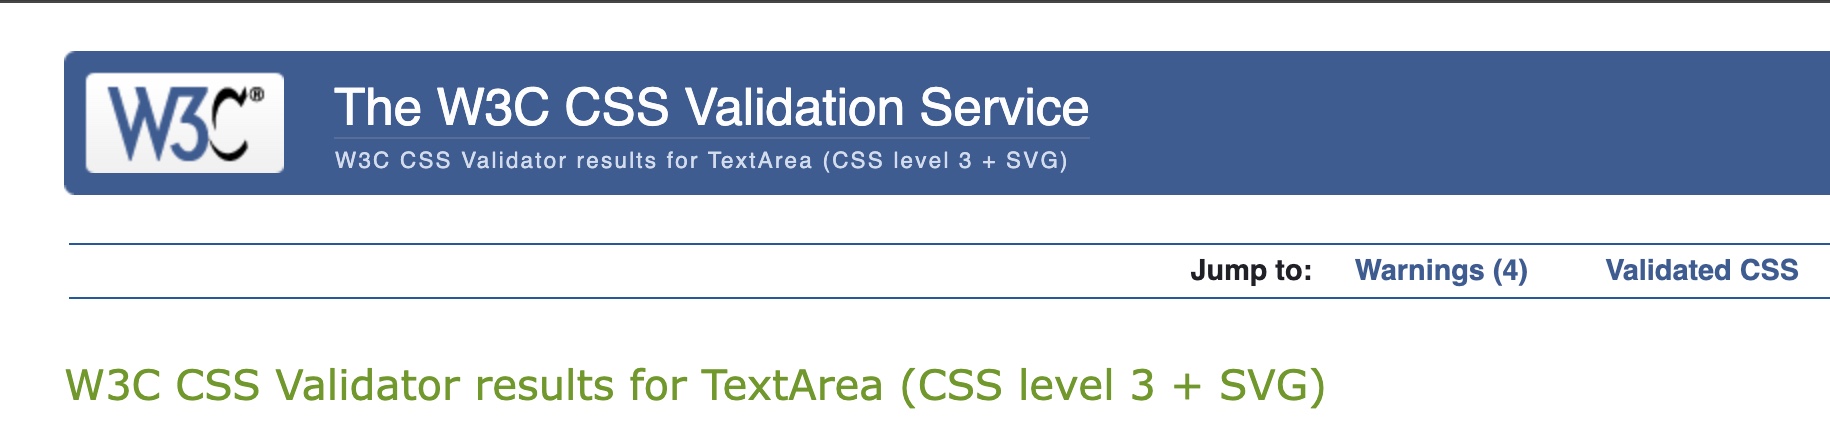 W3C®
The W3C CSS Validation Service
W3C CSS Validator results for TextArea (CSS level 3 + SVG)
Jump to: Warnings (4) Validated CSS
W3C CSS Validator results for TextArea (CSS level 3 + SVG)